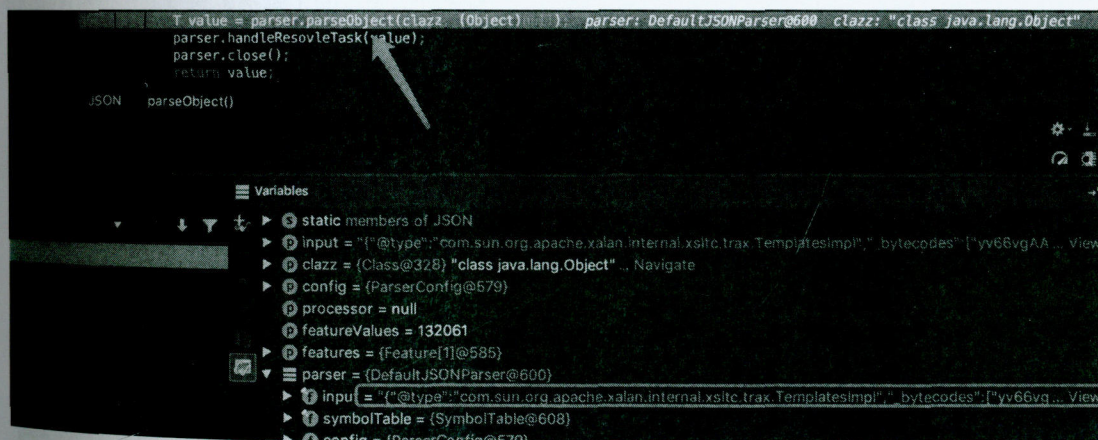 T value = parser.parseObject(clazz (Object) ); parser: DefaultJSONParser@600 clazz: "class java.lang.Object"
parser.handleResovleTask(value);
parser.close();
return value;
JSON parseObject()
Variables
static members of JSON
input = "{"@type":"com.sun.org.apache.xalan.internal.xsltc.trax.TemplatesImpl","_bytecodes":["yv66vgAA ... View
clazz = {Class@328} "class java.lang.Object" ... Navigate
config = {ParserConfig@579}
processor = null
featureValues = 132061
features = {Feature[1]@585}
parser = {DefaultJSONParser@600}
input = "{"@type":"com.sun.org.apache.xalan.internal.xsltc.trax.TemplatesImpl","_bytecodes":["yv66vg... View
symbolTable = {SymbolTable@608}
config = {ParserConfig@579}